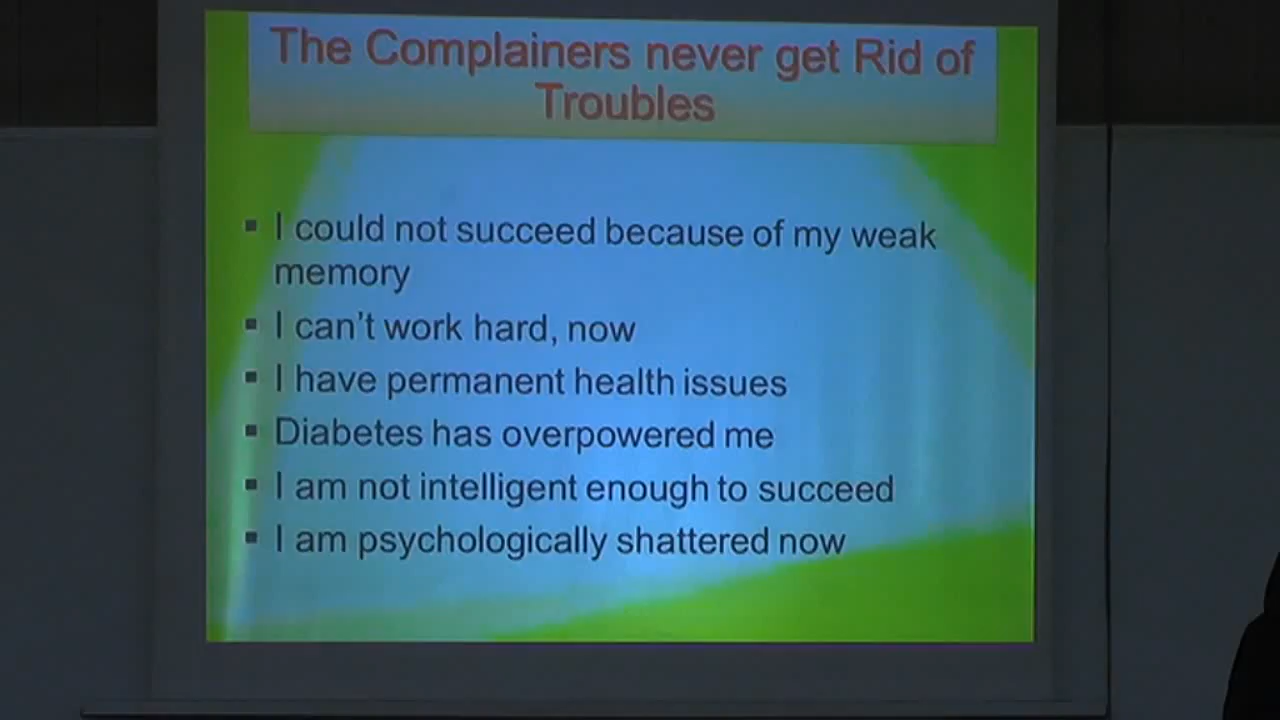 The Complainers never get Rid of
Troubles
▪ I could not succeed because of my weak
memory
▪ I can't work hard, now
▪ I have permanent health issues
▪ Diabetes has overpowered me
▪ I am not intelligent enough to succeed
▪ I am psychologically shattered now